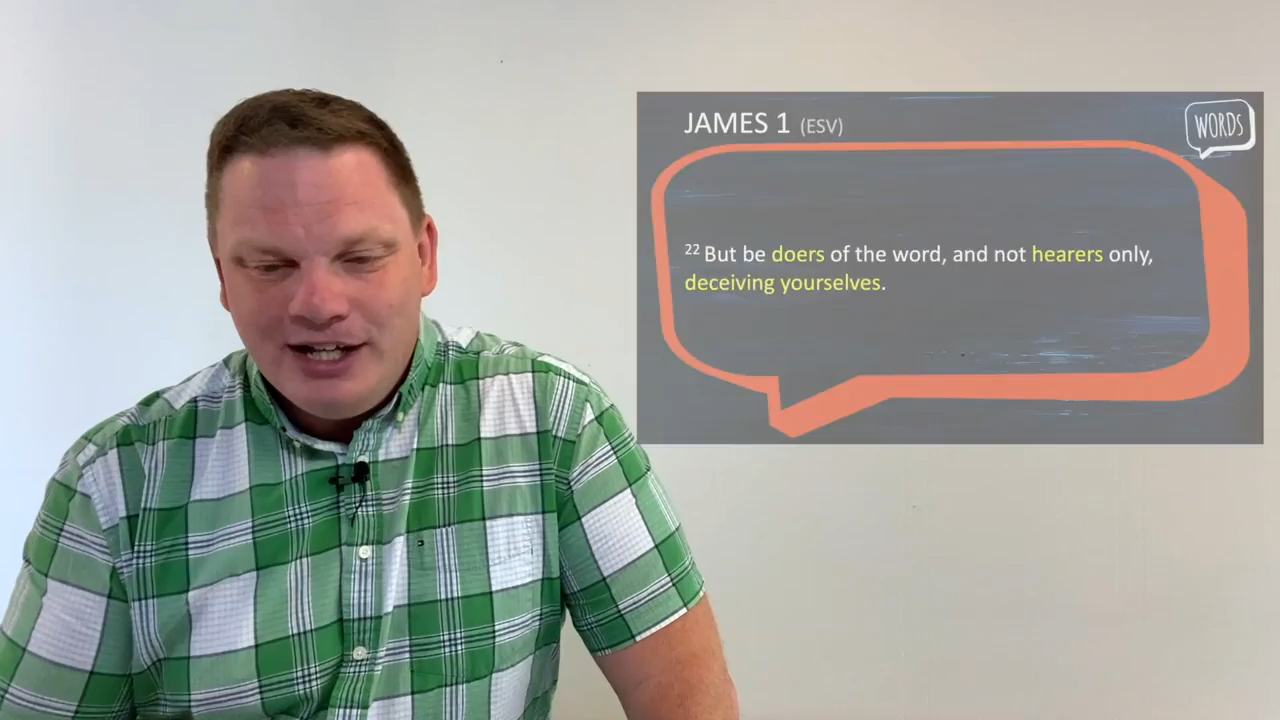 JAMES 1 (ESV)
WORDS
22 But be doers of the word, and not hearers only,
deceiving yourselves.